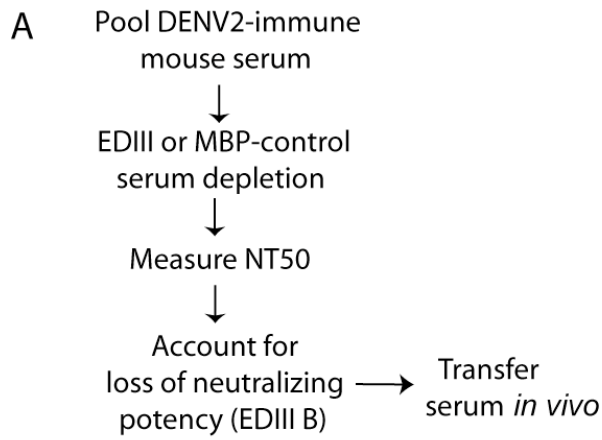 A
Pool DENV2-immune
mouse serum
EDIII or MBP-control
serum depletion
Measure NT50
Account for
loss of neutralizing
potency (EDIII B)
Transfer
serum in vivo